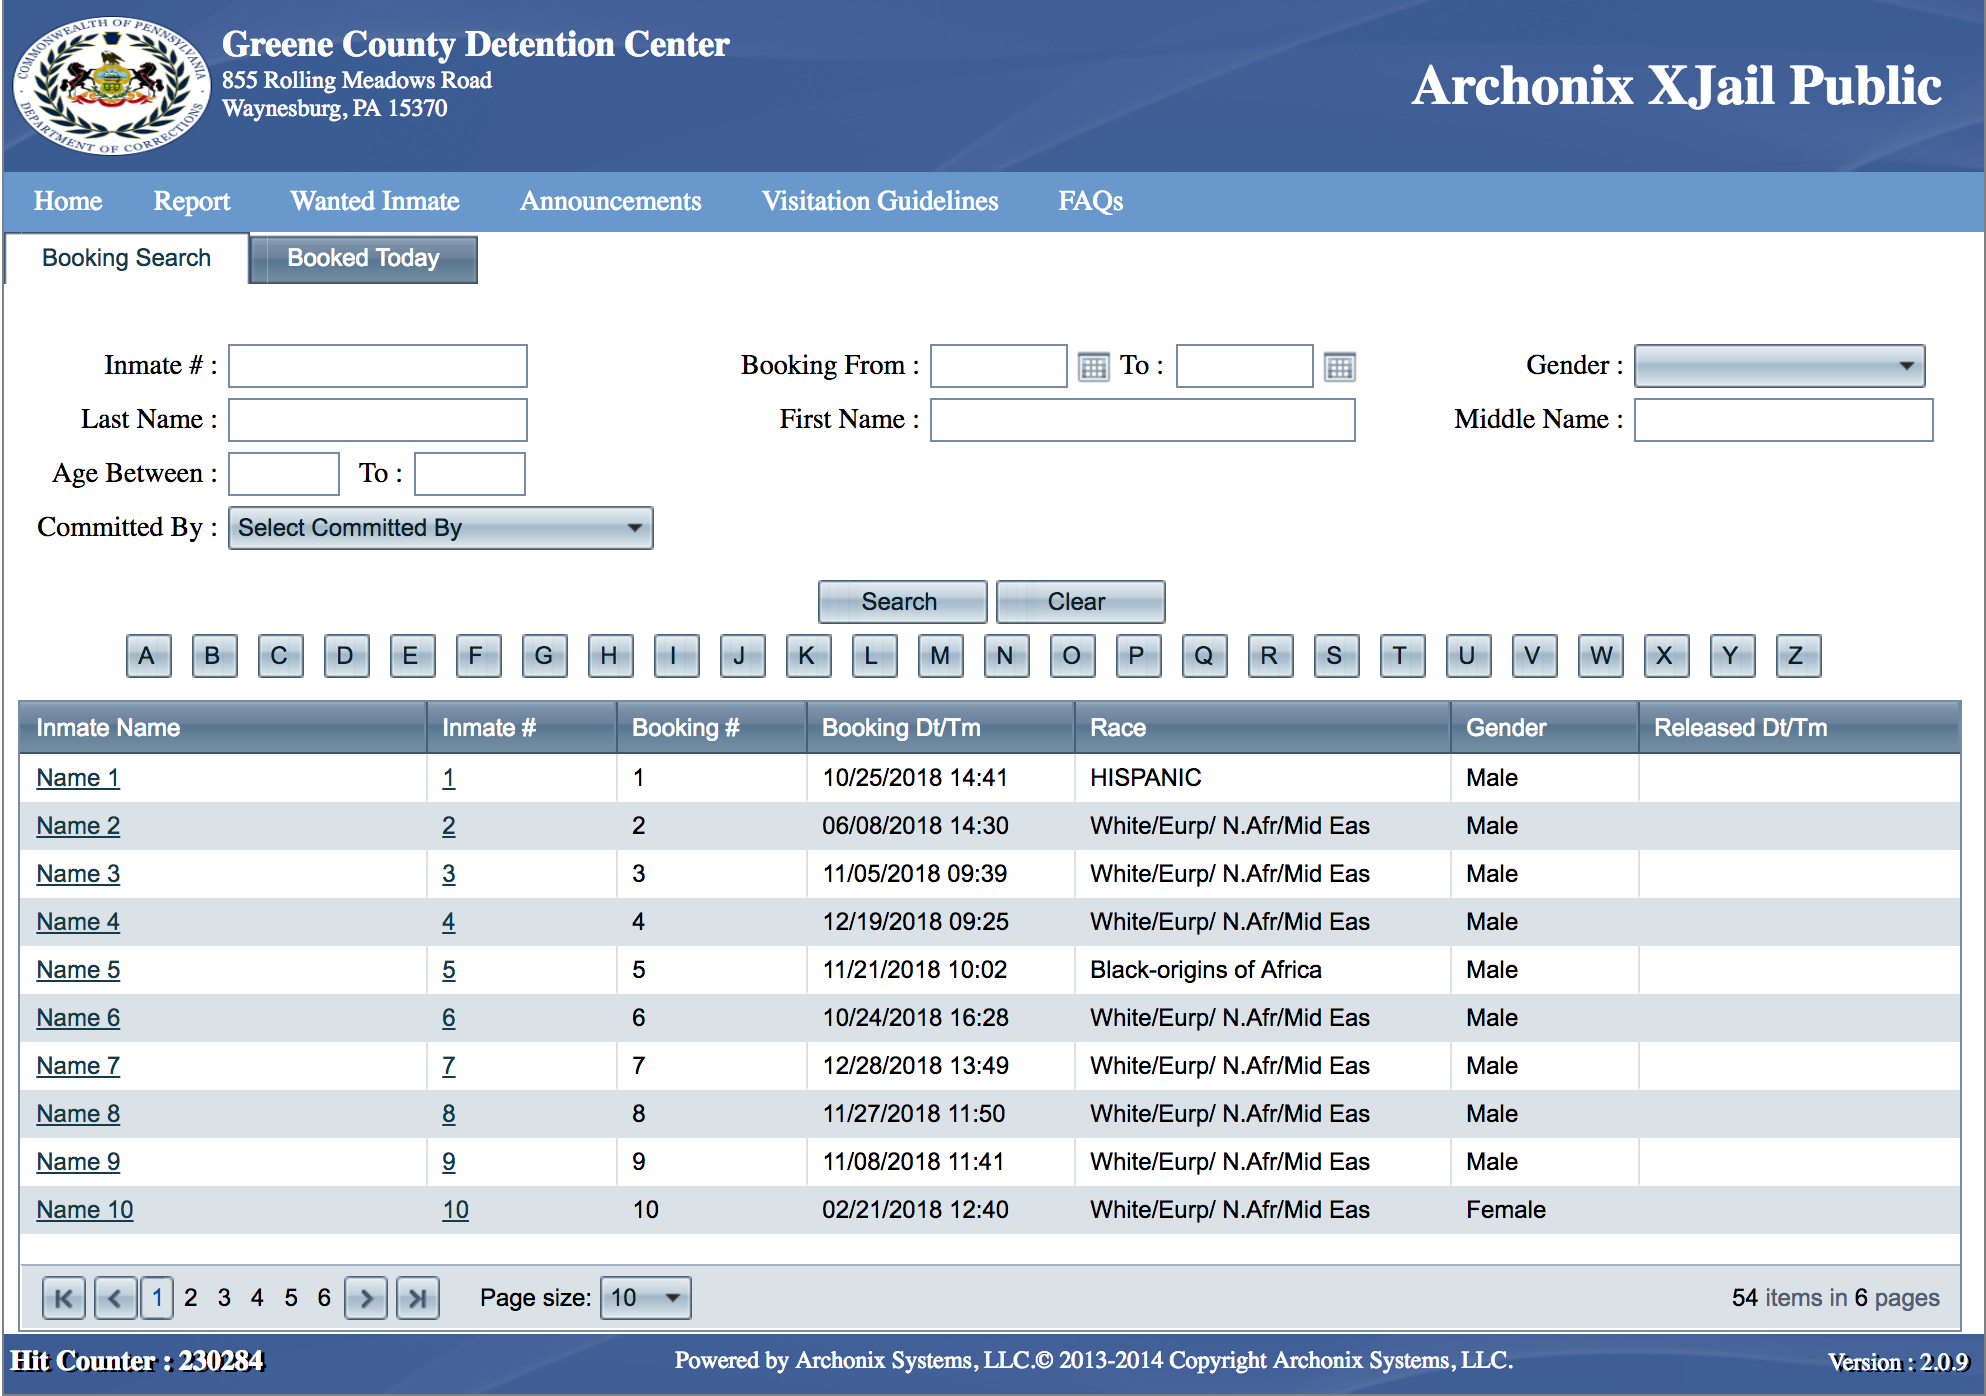 COMMONWEALTH OF PENNSYLVANIA
DEPARTMENT OF CORRECTIONS
Greene County Detention Center
855 Rolling Meadows Road
Waynesburg, PA 15370
Archonix XJail Public
Home Report Wanted Inmate Announcements Visitation Guidelines FAQs
Booking Search Booked Today
Inmate # : Booking From : To : Gender :
Last Name : First Name : Middle Name :
Age Between : To :
Committed By : Select Committed By
Search Clear
A B C D E F G H I J K L M N O P Q R S T U V W X Y Z
Inmate Name Inmate # Booking # Booking Dt/Tm Race Gender Released Dt/Tm
Name 1 1 1 10/25/2018 14:41 HISPANIC Male
Name 2 2 2 06/08/2018 14:30 White/Eurp/ N.Afr/Mid Eas Male
Name 3 3 3 11/05/2018 09:39 White/Eurp/ N.Afr/Mid Eas Male
Name 4 4 4 12/19/2018 09:25 White/Eurp/ N.Afr/Mid Eas Male
Name 5 5 5 11/21/2018 10:02 Black-origins of Africa Male
Name 6 6 6 10/24/2018 16:28 White/Eurp/ N.Afr/Mid Eas Male
Name 7 7 7 12/28/2018 13:49 White/Eurp/ N.Afr/Mid Eas Male
Name 8 8 8 11/27/2018 11:50 White/Eurp/ N.Afr/Mid Eas Male
Name 9 9 9 11/08/2018 11:41 White/Eurp/ N.Afr/Mid Eas Male
Name 10 10 10 02/21/2018 12:40 White/Eurp/ N.Afr/Mid Eas Female
1 2 3 4 5 6 Page size: 10 54 items in 6 pages
Hit Counter : 230284 Powered by Archonix Systems, LLC.© 2013-2014 Copyright Archonix Systems, LLC. Version : 2.0.9